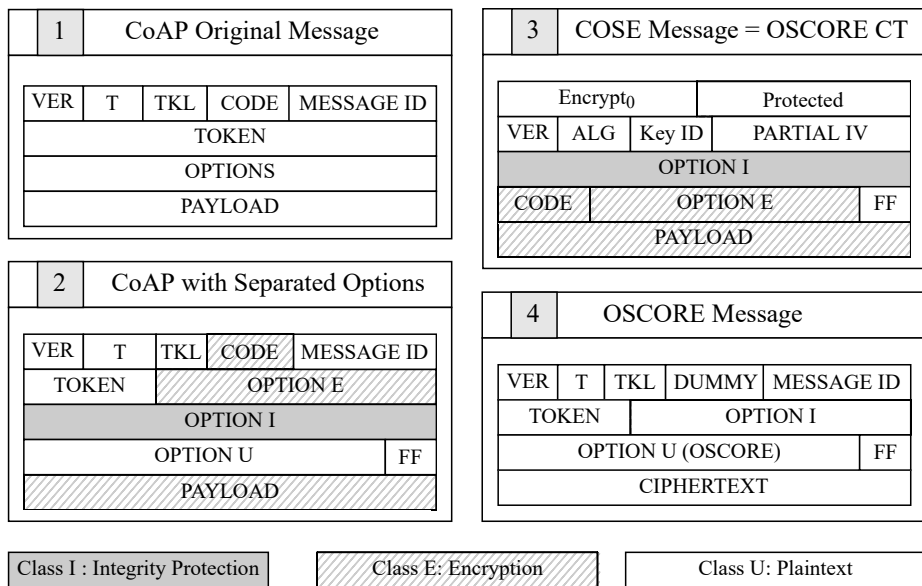 1 CoAP Original Message
VER T TKL CODE MESSAGE ID
TOKEN
OPTIONS
PAYLOAD
2 CoAP with Separated Options
VER T TKL CODE MESSAGE ID
TOKEN OPTION E
OPTION I
OPTION U FF
PAYLOAD
3 COSE Message = OSCORE CT
Encrypt0 Protected
VER ALG Key ID PARTIAL IV
OPTION I
CODE OPTION E FF
PAYLOAD
4 OSCORE Message
VER T TKL DUMMY MESSAGE ID
TOKEN OPTION I
OPTION U (OSCORE) FF
CIPHERTEXT
Class I : Integrity Protection Class E: Encryption Class U: Plaintext